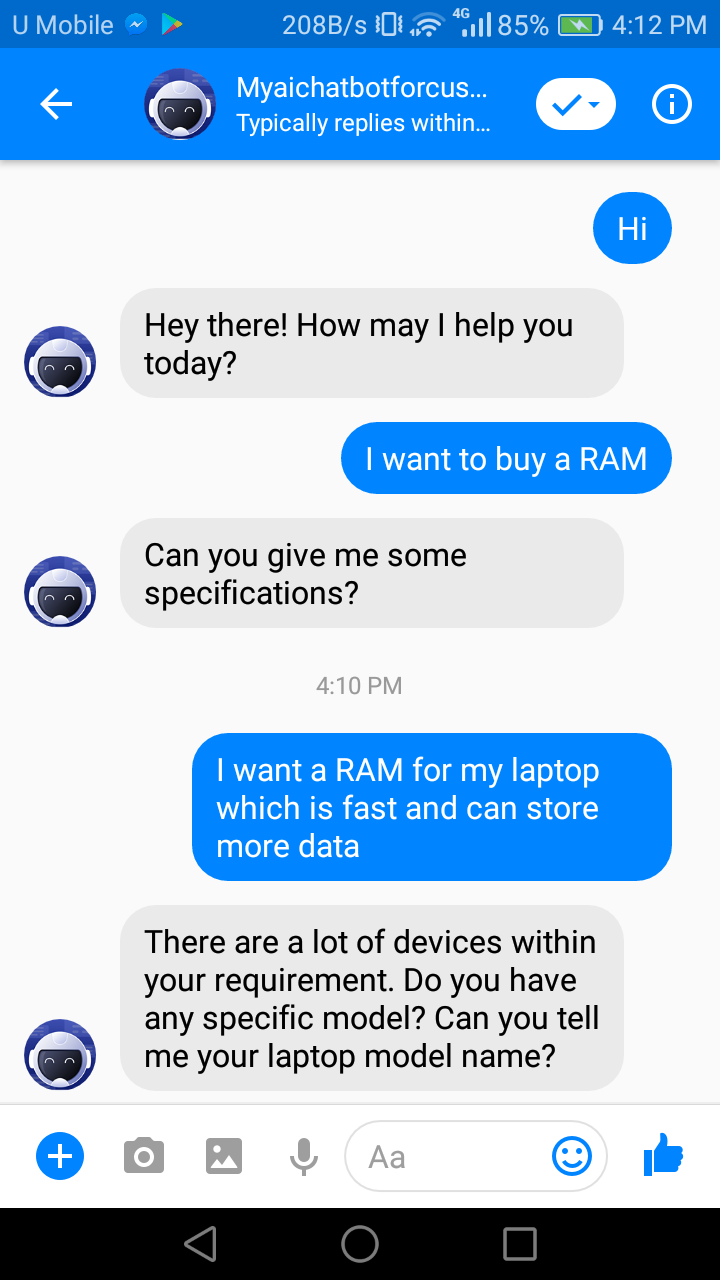 U Mobile 208B/s 4G 85% 4:12 PM
Myaichatbotforcus...
Typically replies within...
Hi
Hey there! How may I help you
today?
I want to buy a RAM
Can you give me some
specifications?
4:10 PM
I want a RAM for my laptop
which is fast and can store
more data
There are a lot of devices within
your requirement. Do you have
any specific model? Can you tell
me your laptop model name?
Aa